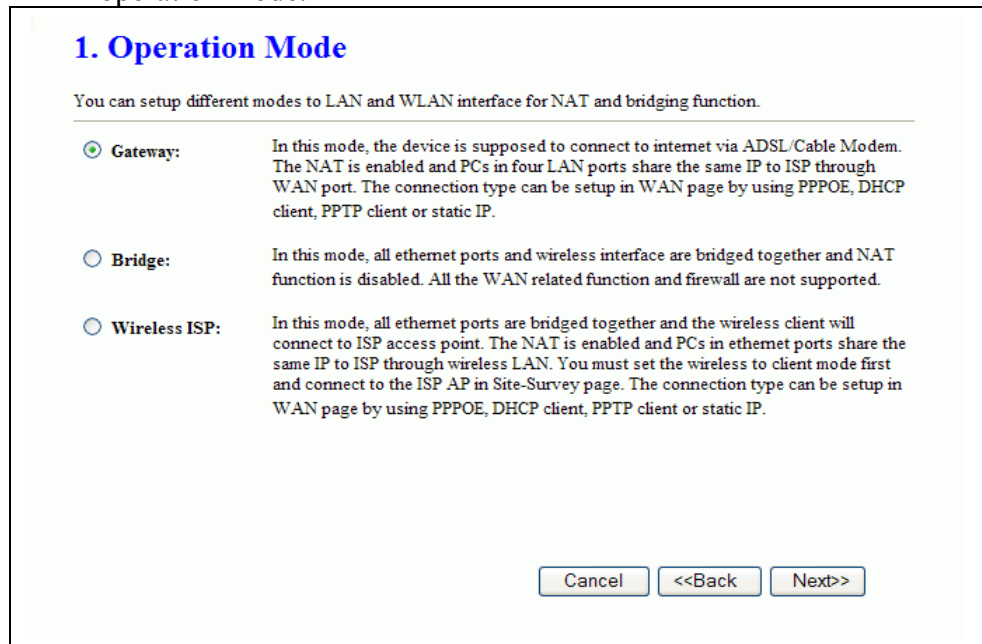 1. Operation Mode
You can setup different modes to LAN and WLAN interface for NAT and bridging function.
Gateway:
In this mode, the device is supposed to connect to internet via ADSL/Cable Modem.
The NAT is enabled and PCs in four LAN ports share the same IP to ISP through
WAN port. The connection type can be setup in WAN page by using PPPOE, DHCP
client, PPTP client or static IP.
Bridge:
In this mode, all ethernet ports and wireless interface are bridged together and NAT
function is disabled. All the WAN related function and firewall are not supported.
Wireless ISP:
In this mode, all ethernet ports are bridged together and the wireless client will
connect to ISP access point. The NAT is enabled and PCs in ethernet ports share the
same IP to ISP through wireless LAN. You must set the wireless to client mode first
and connect to the ISP AP in Site-Survey page. The connection type can be setup in
WAN page by using PPPOE, DHCP client, PPTP client or static IP.
Cancel <<Back Next>>